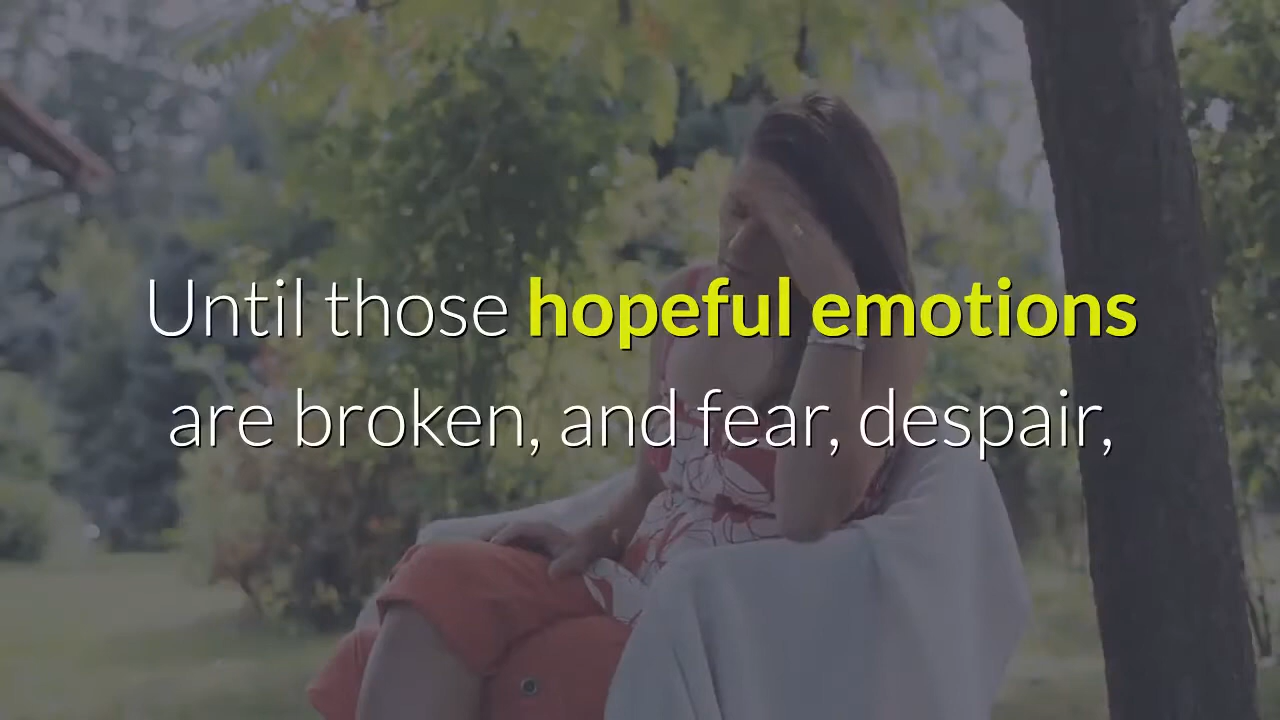 Until those hopeful emotions
are broken, and fear, despair,